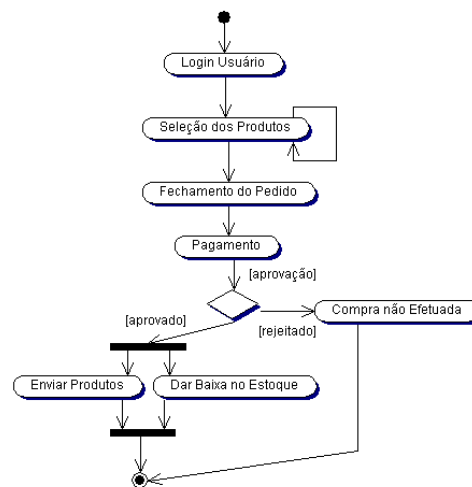 Login Usuário
Seleção dos Produtos
Fechamento do Pedido
Pagamento
[aprovação]
[aprovado]
[rejeitado]
Compra não Efetuada
Enviar Produtos
Dar Baixa no Estoque